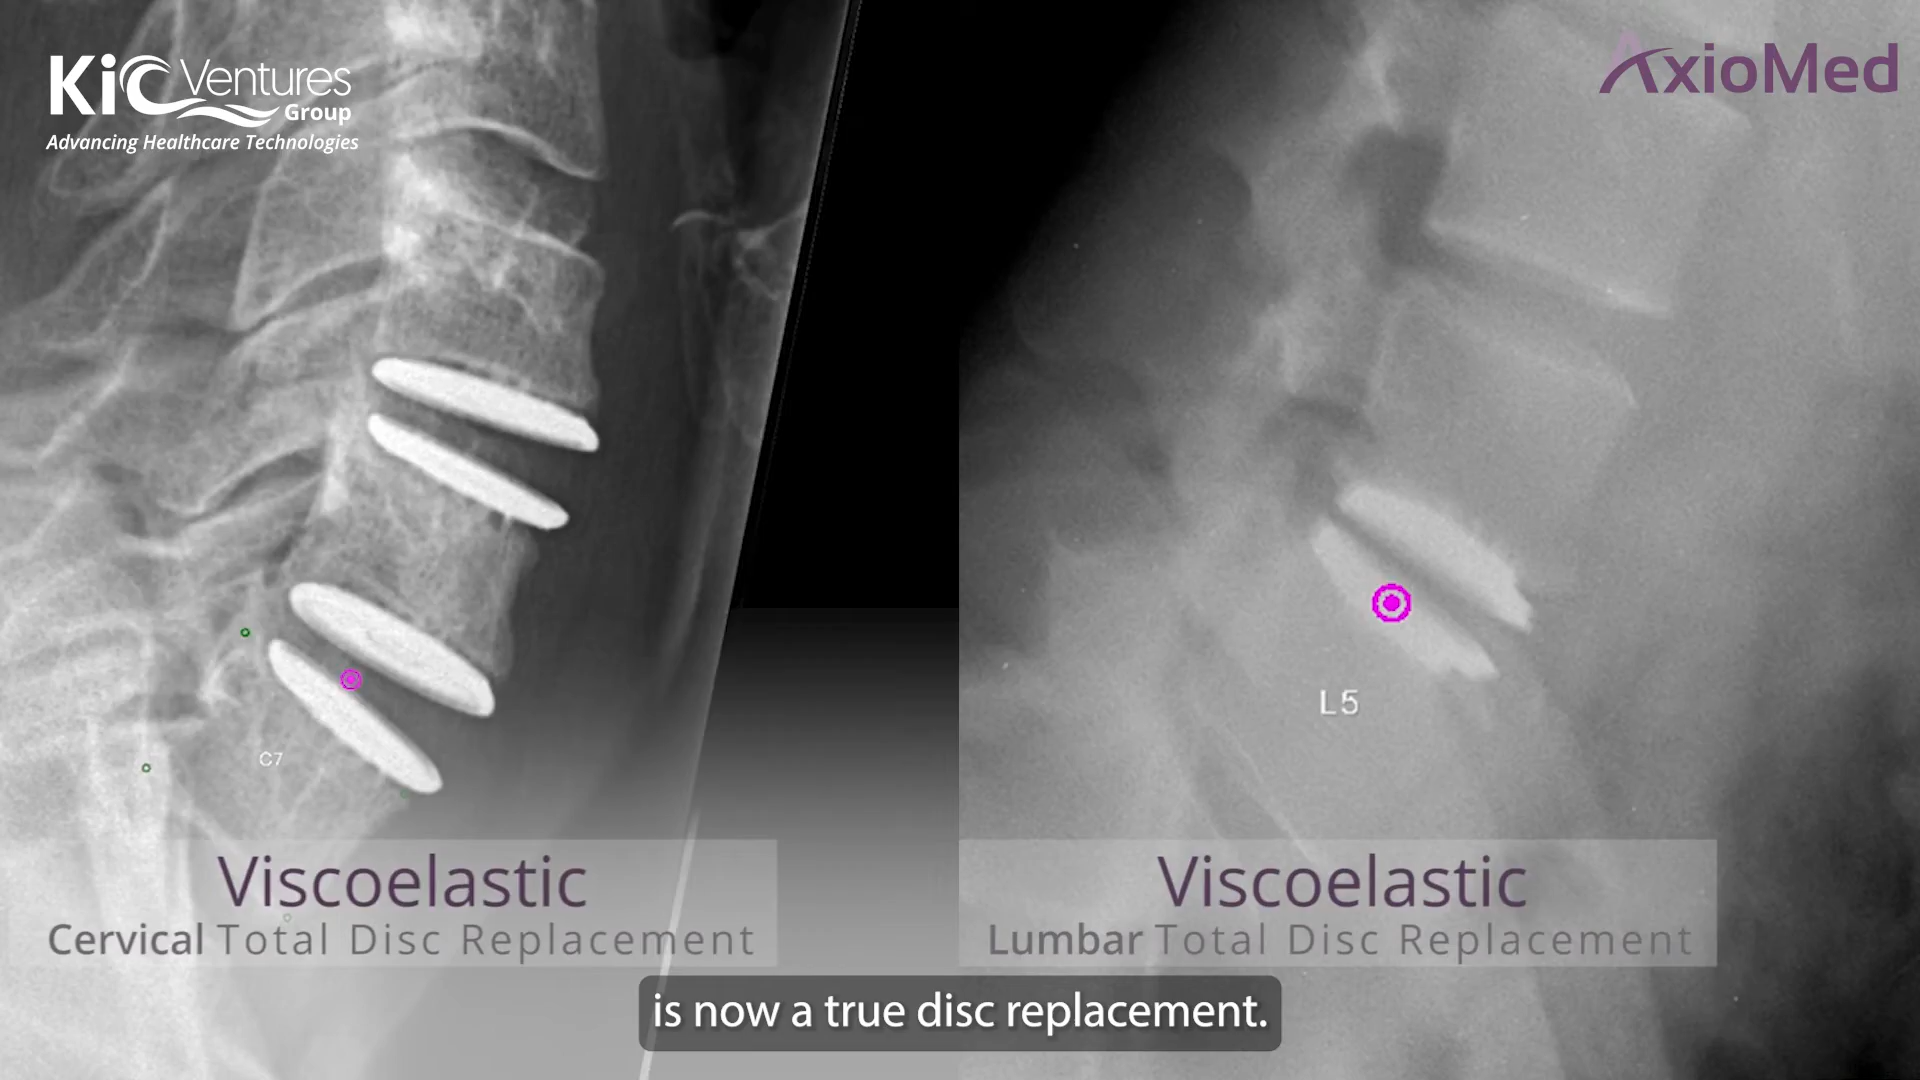 KiC Ventures
Group
Advancing Healthcare Technologies
AxioMed
C7
L5
Viscoelastic
Cervical Total Disc Replacement
Viscoelastic
Lumbar Total Disc Replacement
is now a true disc replacement.